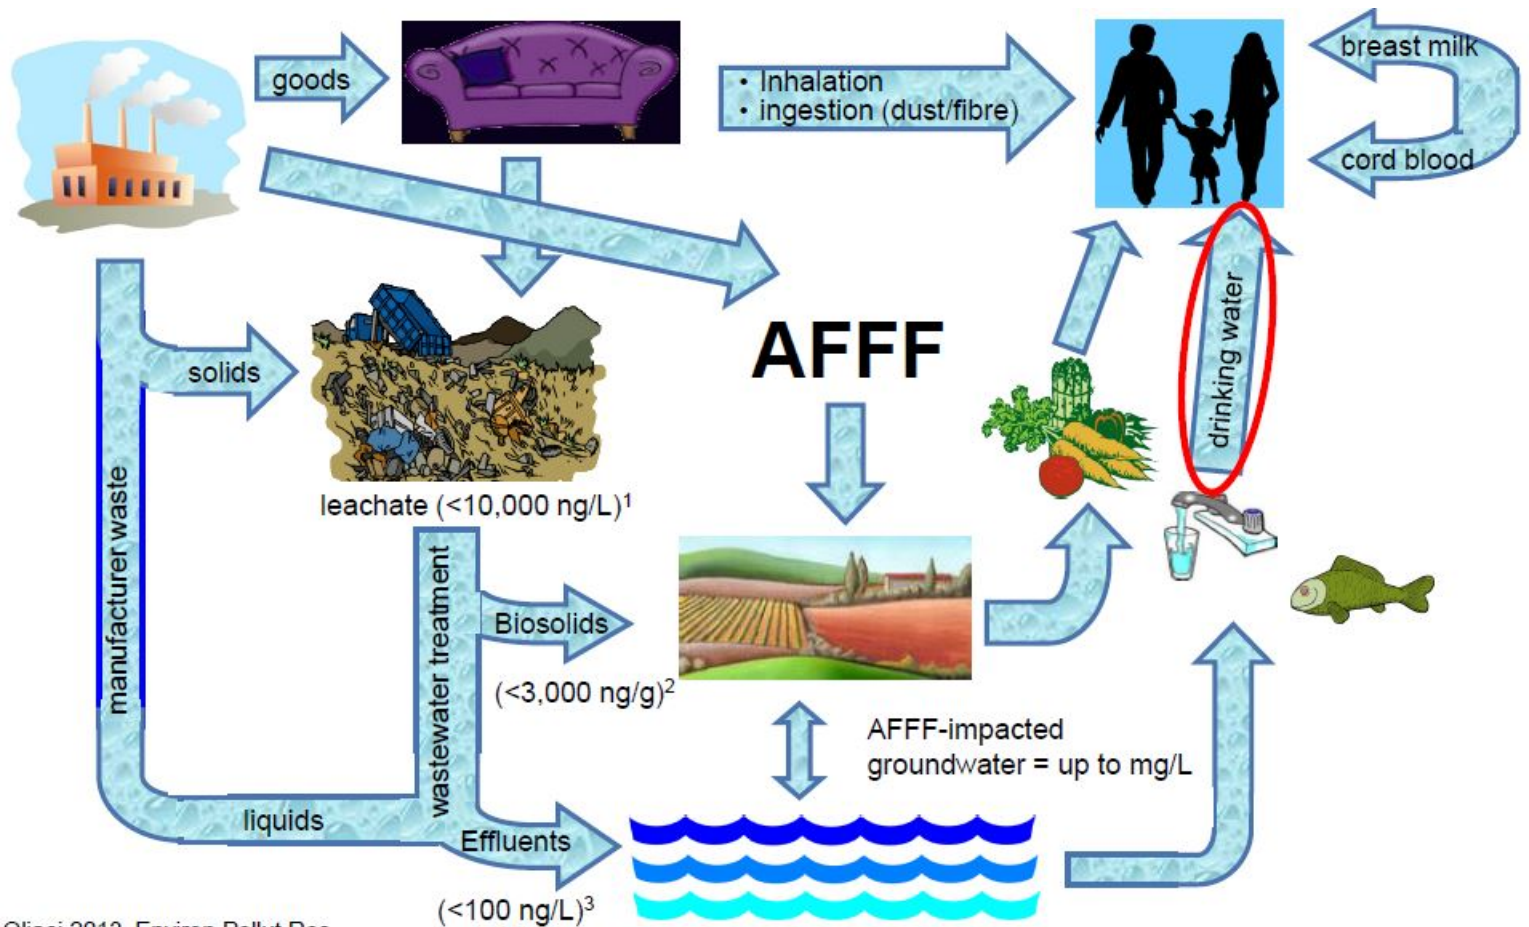 goods
• Inhalation
• ingestion (dust/fibre)
breast milk
cord blood
AFFF
solids
drinking water
leachate (<10,000 ng/L)¹
manufacturer waste
wastewater treatment
Biosolids
(<3,000 ng/g)²
AFFF-impacted
groundwater = up to mg/L
liquids
Effluents
(<100 ng/L)³